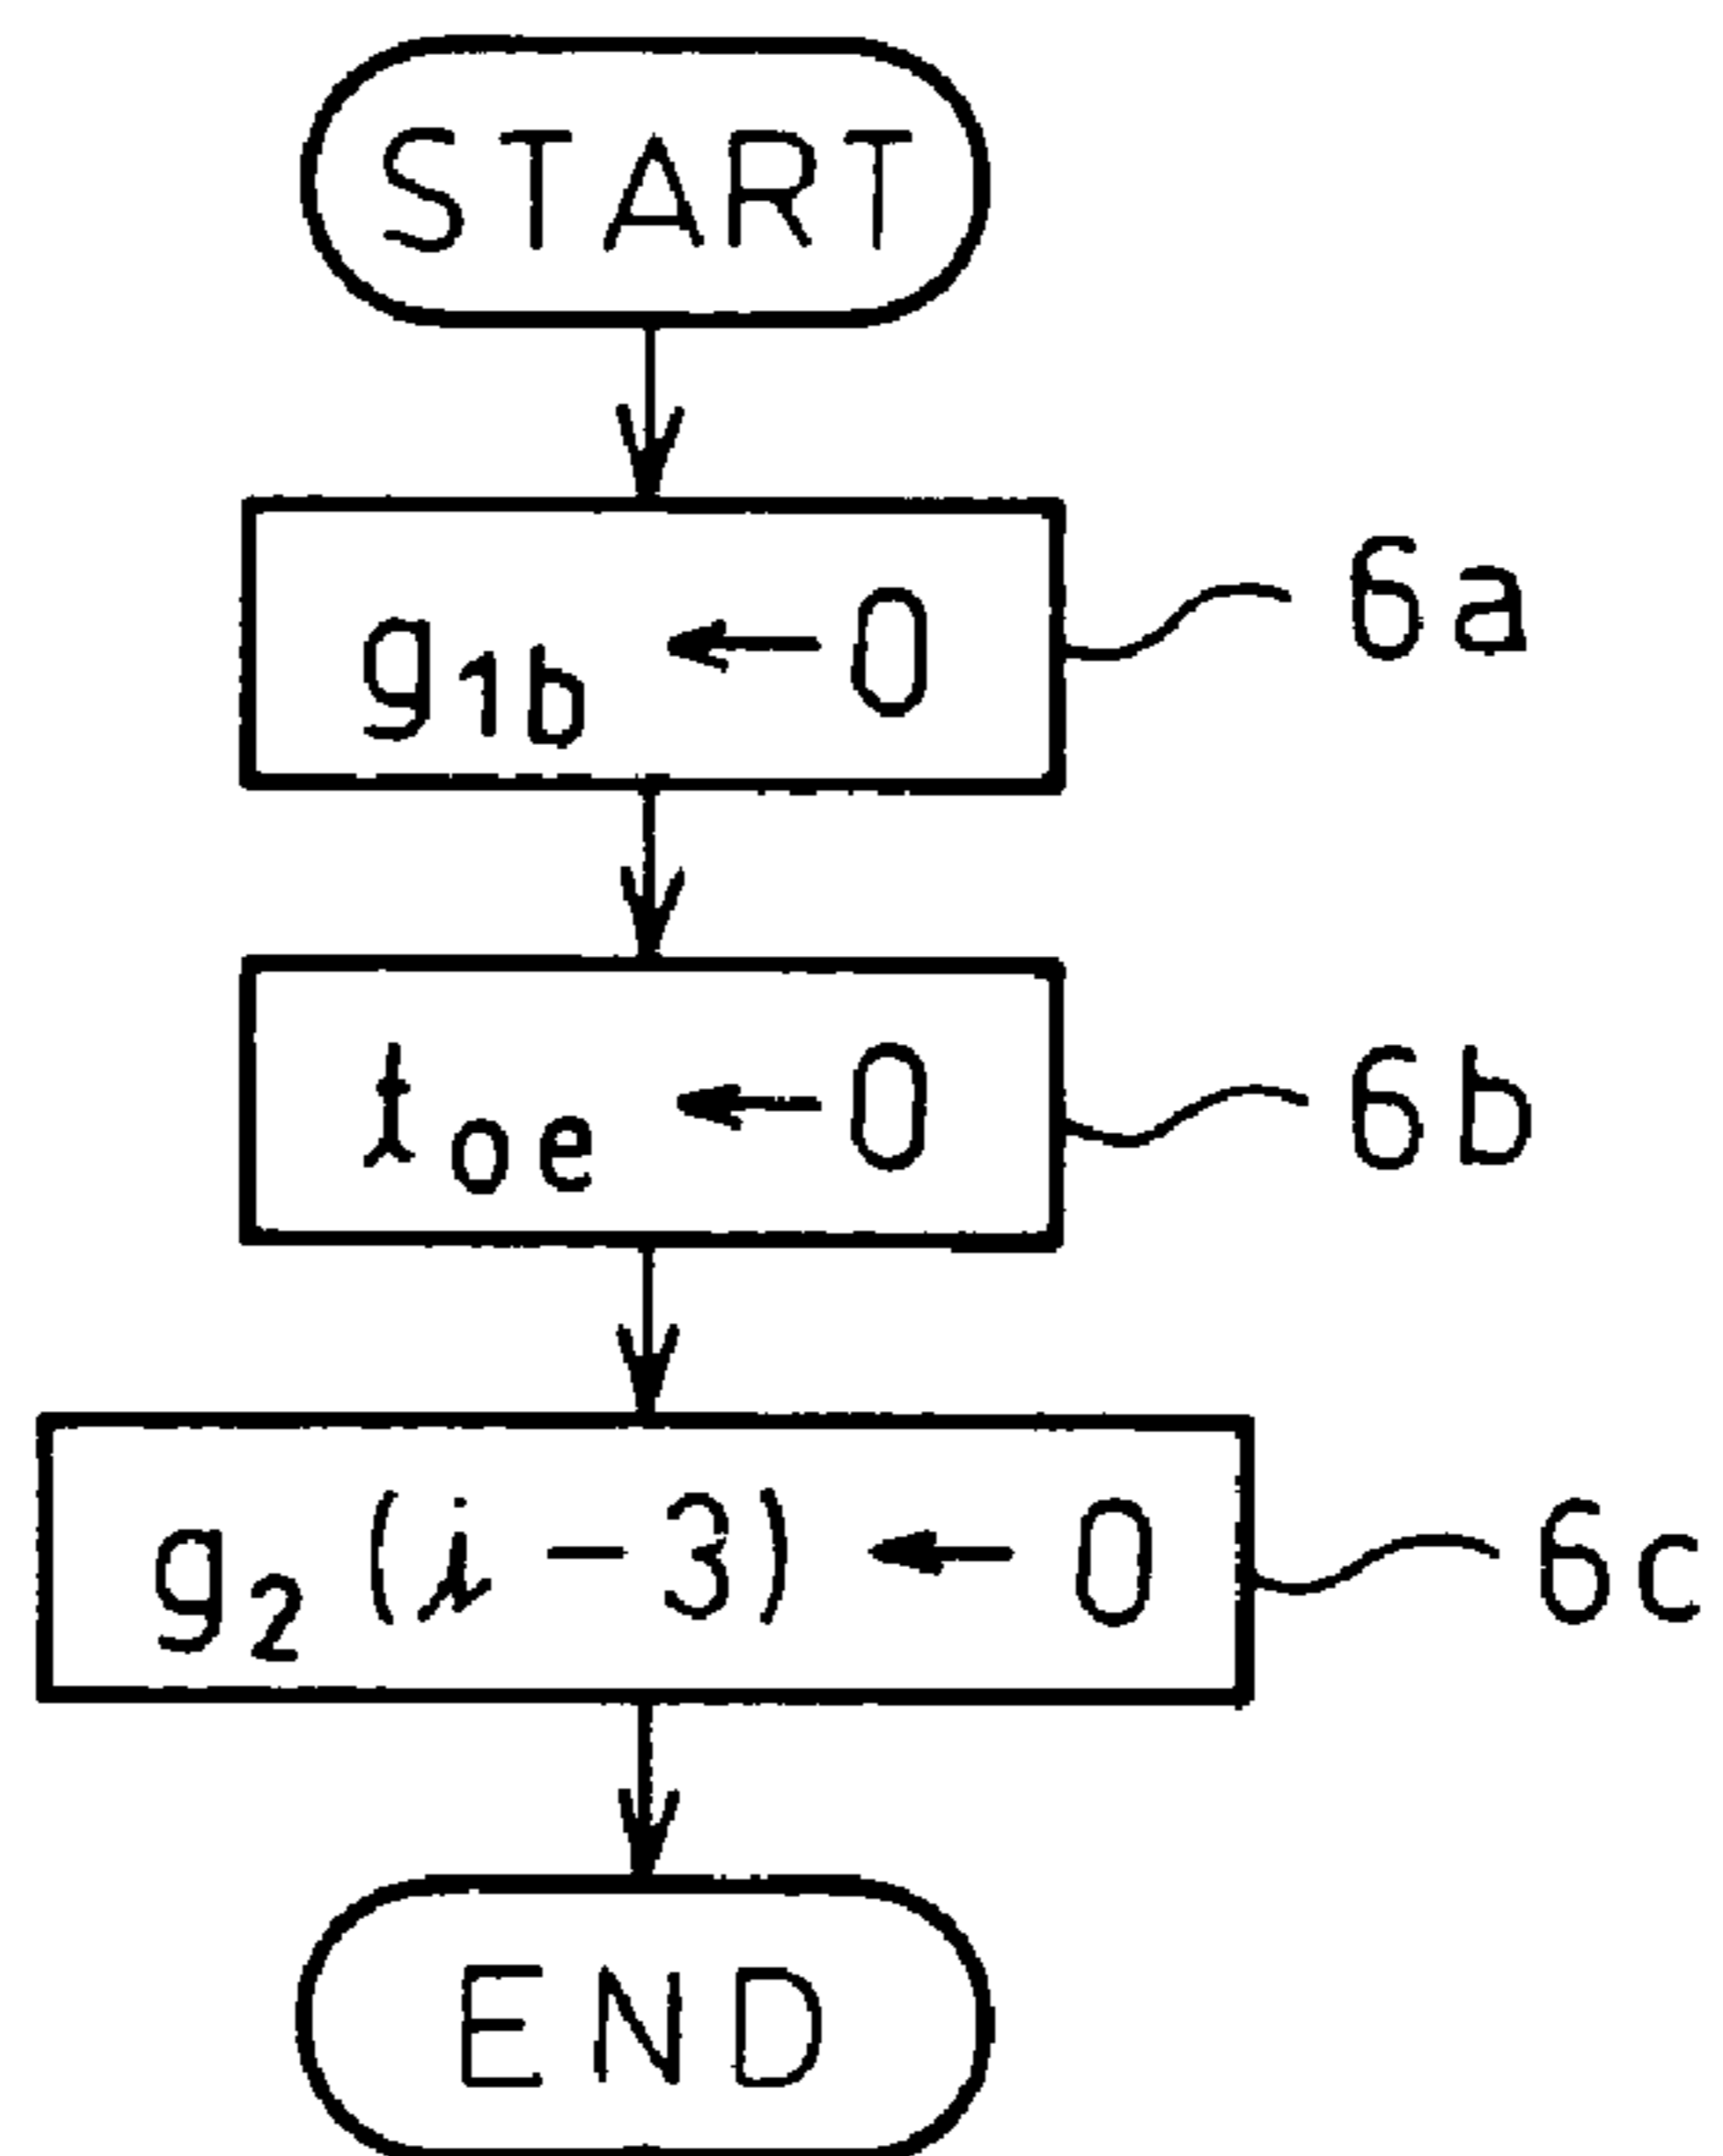 START
g₁b ← 0
6a
tₒₑ ← 0
6b
g₂ (i - 3) ← 0
6c
END